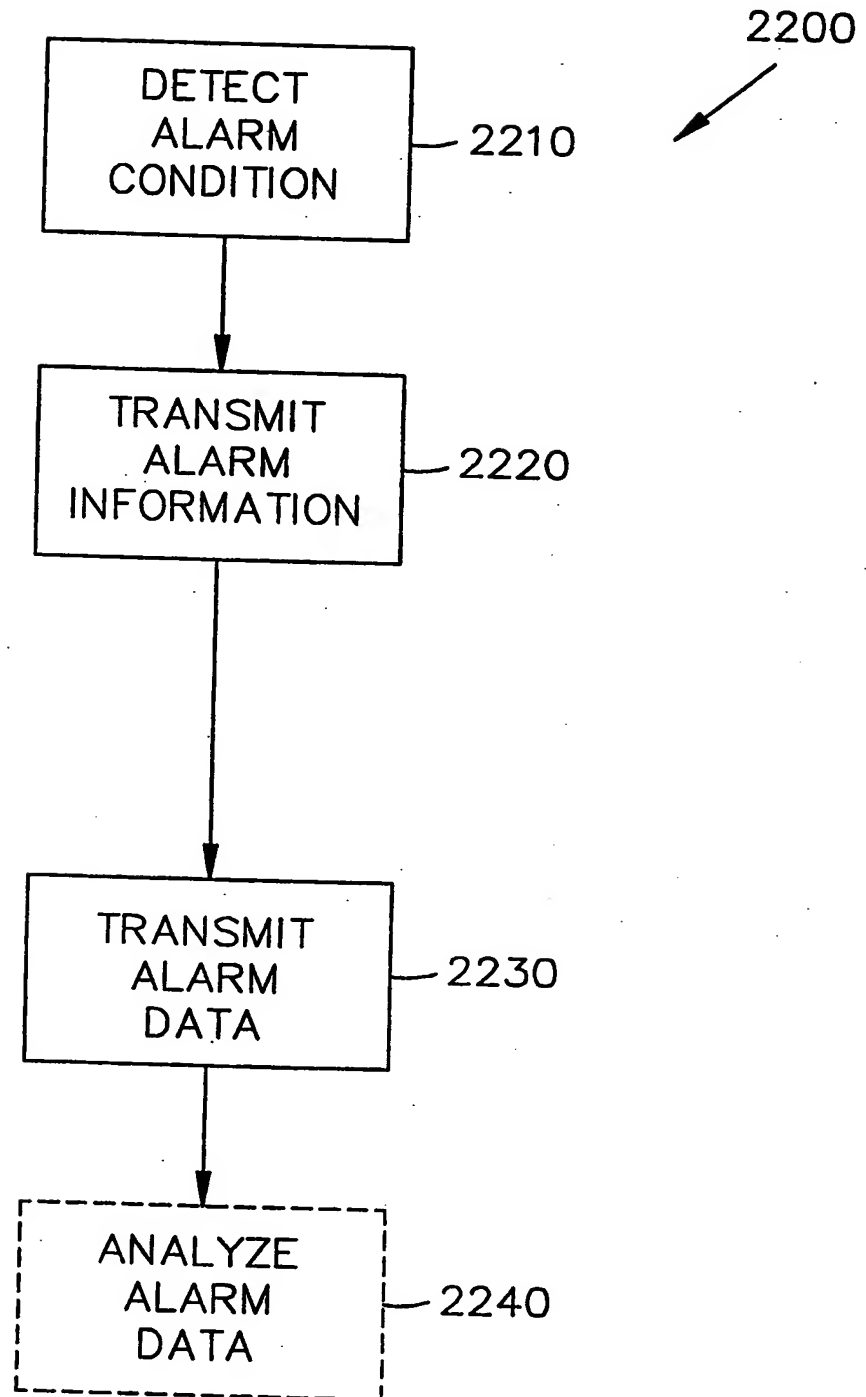 2200
DETECT
ALARM
CONDITION
2210
TRANSMIT
ALARM
INFORMATION
2220
TRANSMIT
ALARM
DATA
2230
ANALYZE
ALARM
DATA
2240